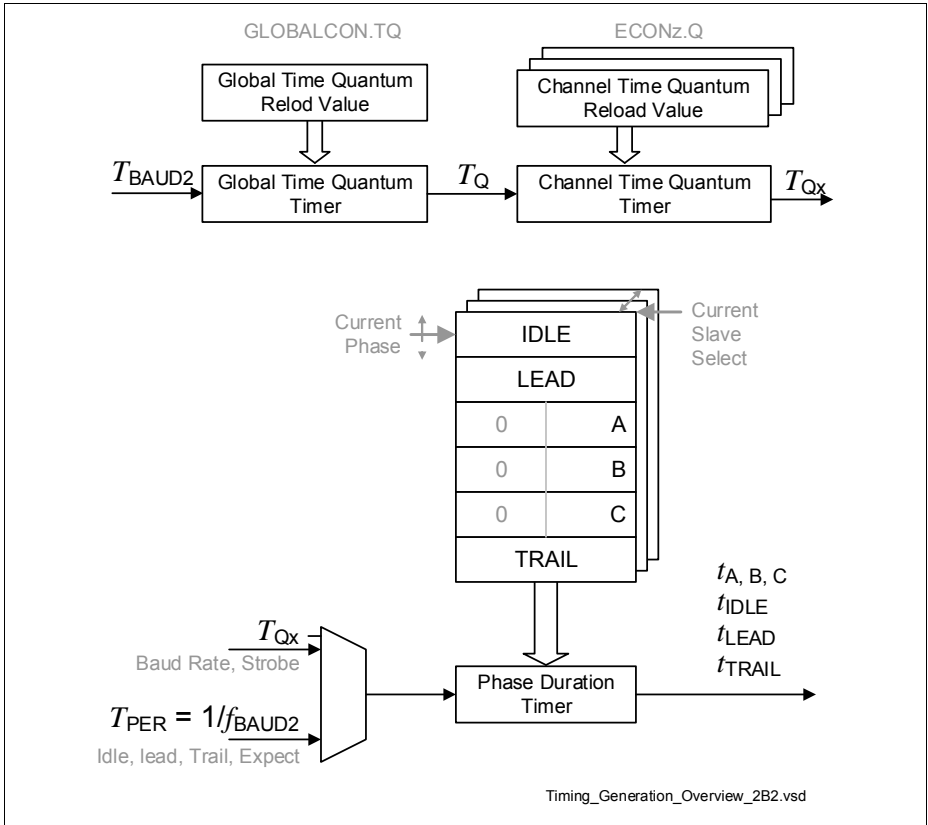 GLOBALCON.TQ
ECONz.Q
Global Time Quantum
Relod Value
Channel Time Quantum
Reload Value
TBAUD2
Global Time Quantum
Timer
TQ
Channel Time Quantum
Timer
TQx
Current
Phase
IDLE
Current
Slave
Select
LEAD
0 A
0 B
0 C
TRAIL
tA, B, C
tIDLE
tLEAD
tTRAIL
TQx
Baud Rate, Strobe
Phase Duration
Timer
TPER = 1/fBAUD2
Idle, lead, Trail, Expect
Timing_Generation_Overview_2B2.vsd